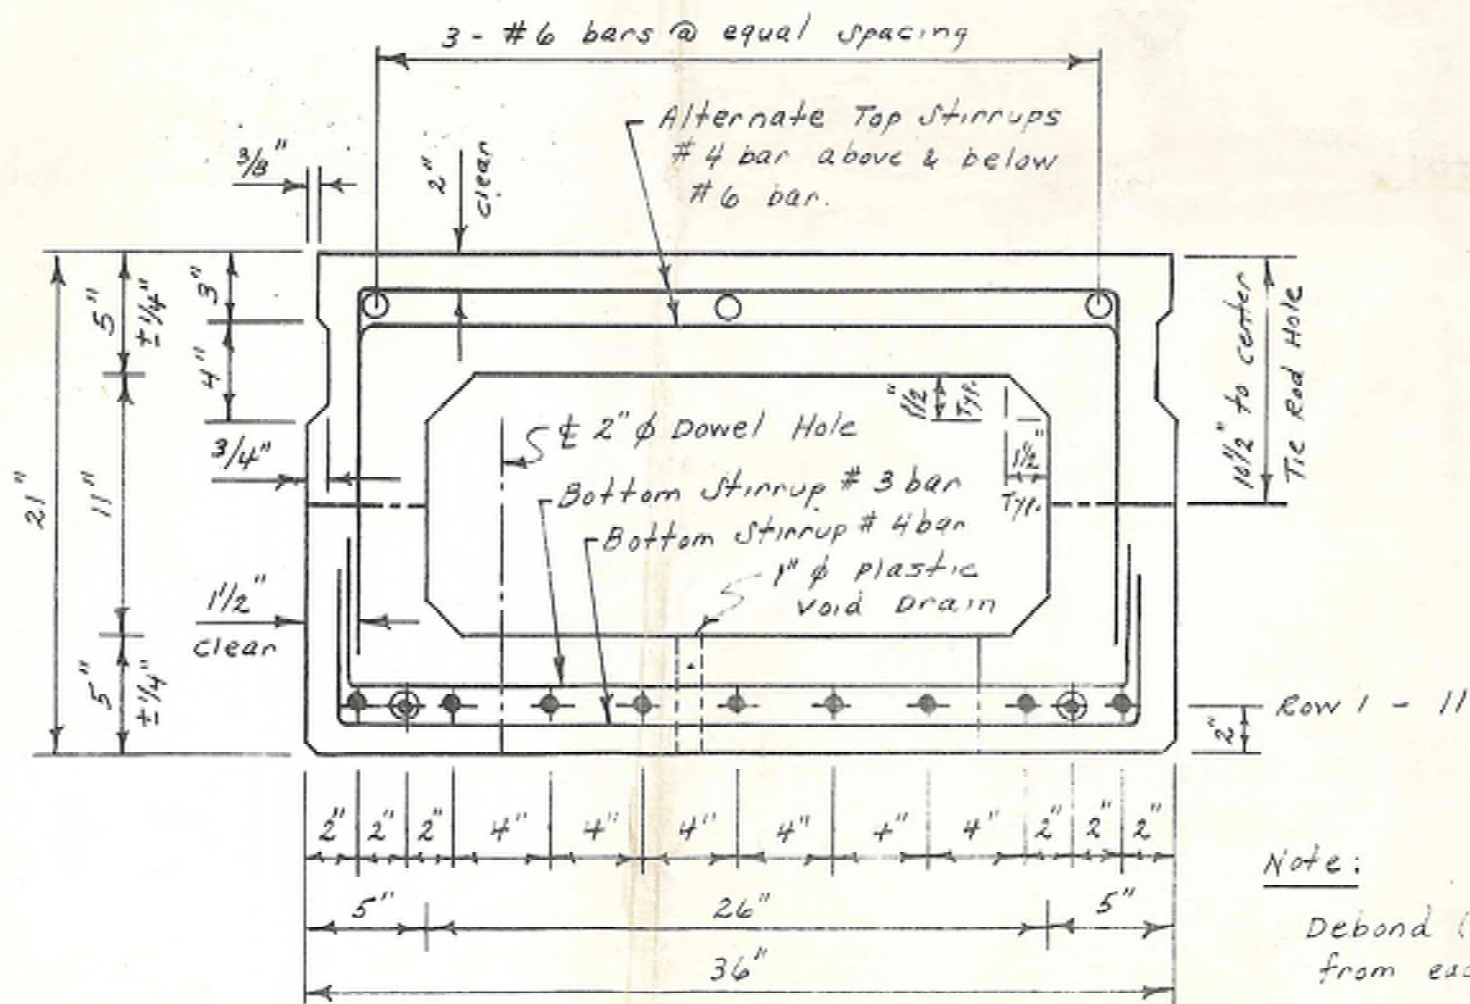 3 - #6 bars @ equal spacing
Alternate Top Stirrups
#4 bar above & below
#6 bar.
3/8"
2"
clear
21"
5"
±1/4"
3"
4"
10 1/2" to center
Tie Rod Hole
1 1/2"
Typ.
1 1/2"
Typ.
℄ 2" ϕ Dowel Hole
3/4"
11"
Bottom Stirrup #3 bar
Bottom Stirrup #4 bar
1" ϕ plastic
void Drain
1 1/2"
clear
5"
±1/4"
Row 1 - 11
2"
2" 2" 2" 4" 4" 4" 4" 4" 4" 2" 2" 2"
5" 26" 5"
36"
Note:
Debond (
from eac